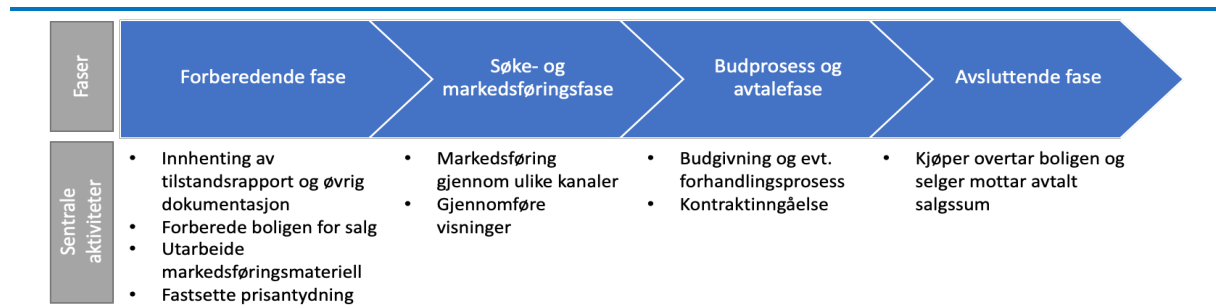 Faser
Forberedende fase
Søke- og
markedsføringsfase
Budprosess og
avtalefase
Avsluttende fase
Sentrale
aktiviteter
• Innhenting av
tilstandsrapport og øvrig
dokumentasjon
• Forberede boligen for salg
• Utarbeide
markedsføringsmateriell
• Fastsette prisantydning
• Markedsføring
gjennom ulike kanaler
• Gjennomføre
visninger
• Budgivning og evt.
forhandlingsprosess
• Kontraktinngåelse
• Kjøper overtar boligen og
selger mottar avtalt
salgssum